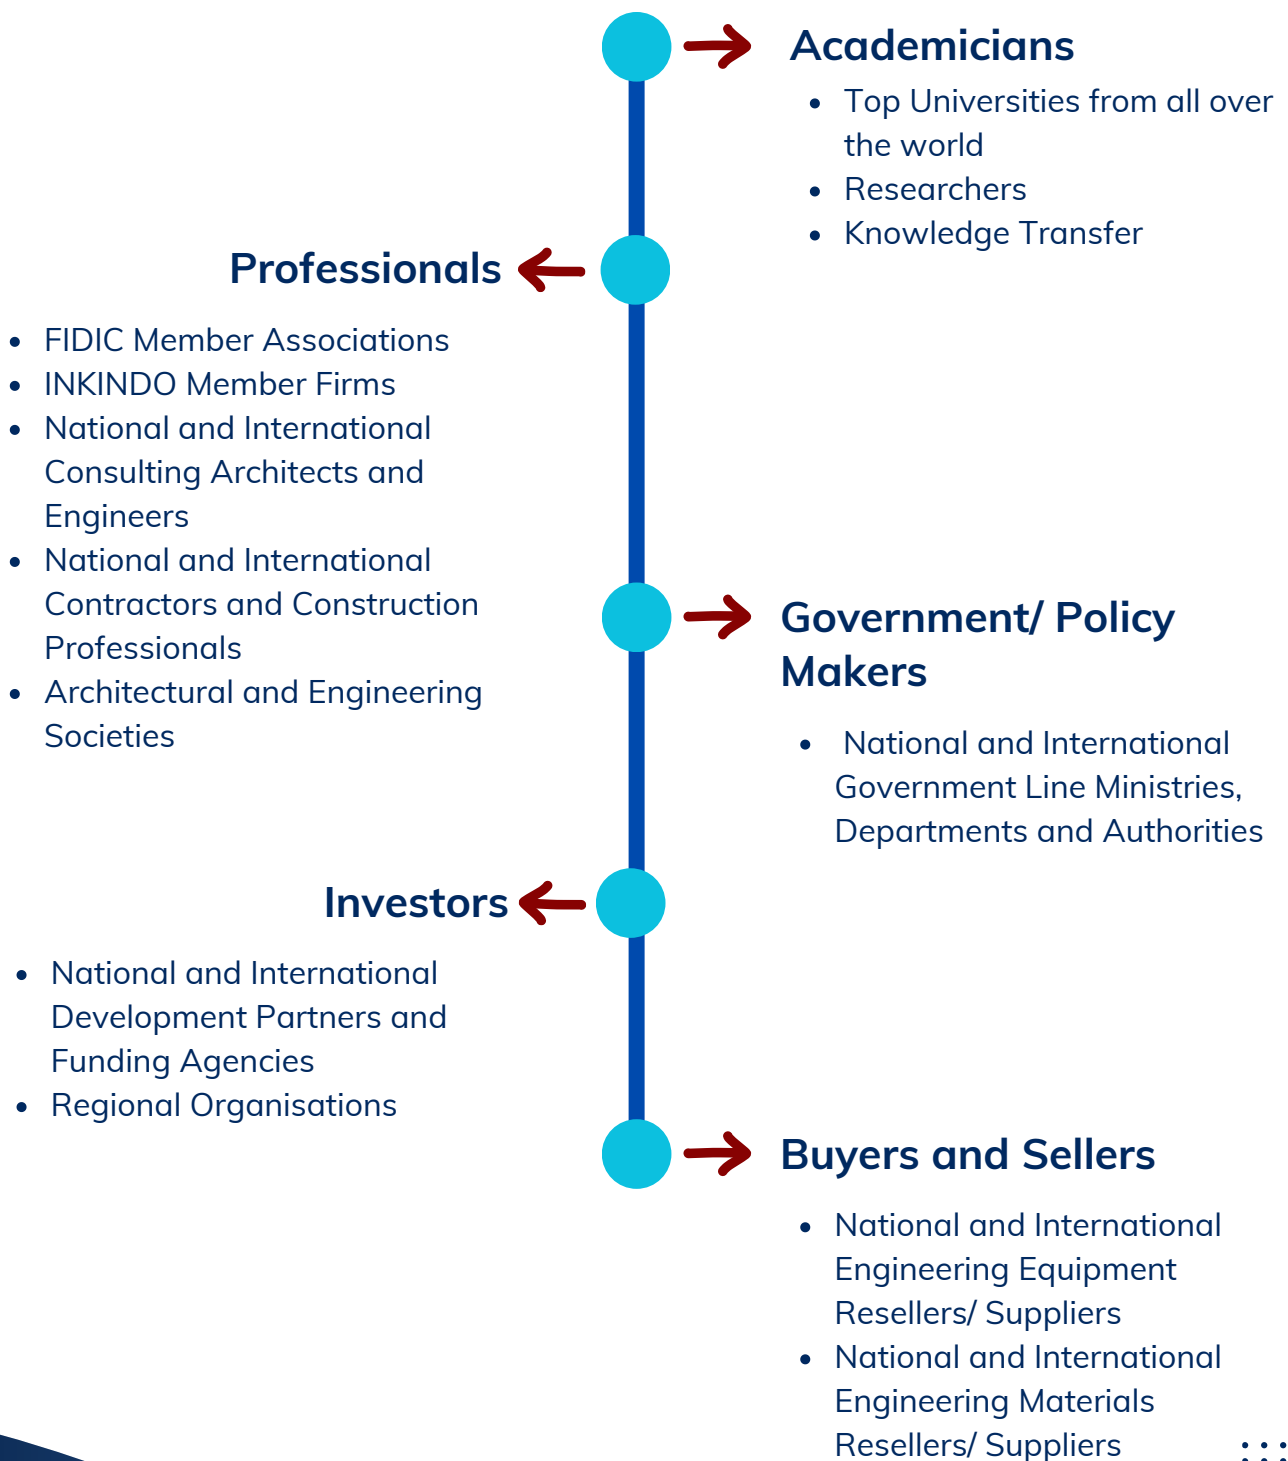 Academicians
• Top Universities from all over
the world
• Researchers
• Knowledge Transfer
Professionals
• FIDIC Member Associations
• INKINDO Member Firms
• National and International
Consulting Architects and
Engineers
• National and International
Contractors and Construction
Professionals
• Architectural and Engineering
Societies
Government/ Policy
Makers
• National and International
Government Line Ministries,
Departments and Authorities
Investors
• National and International
Development Partners and
Funding Agencies
• Regional Organisations
Buyers and Sellers
• National and International
Engineering Equipment
Resellers/ Suppliers
• National and International
Engineering Materials
Resellers/ Suppliers